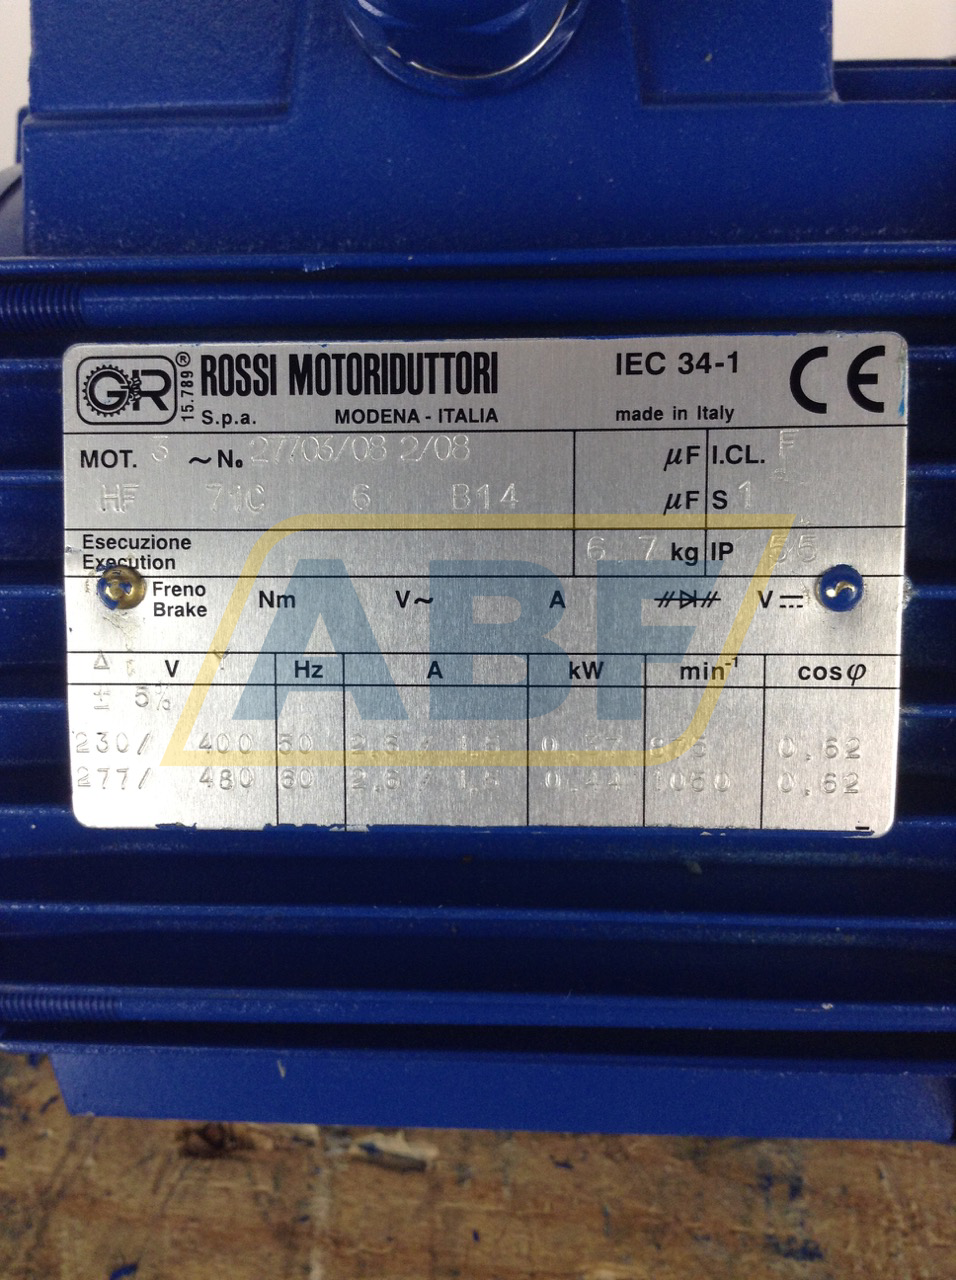 GR ® ROSSI MOTORIDUTTORI IEC 34-1 CE
15.789 S.p.a. MODENA - ITALIA made in Italy
MOT. 3 ~ No 27703/08 2/08 µF I.CL. F
HF 71C 6 B14 µF S 1
Esecuzione
Execution 6,7 kg IP 55
Freno
Brake Nm V~ A V
Δ V Y Hz A kW min-1 cosφ
± 5%
230/ 400 50 2,6 / 1,5 0,37 875 0,62
277/ 480 60 2,6 / 1,5 0,44 1050 0,62
ABF